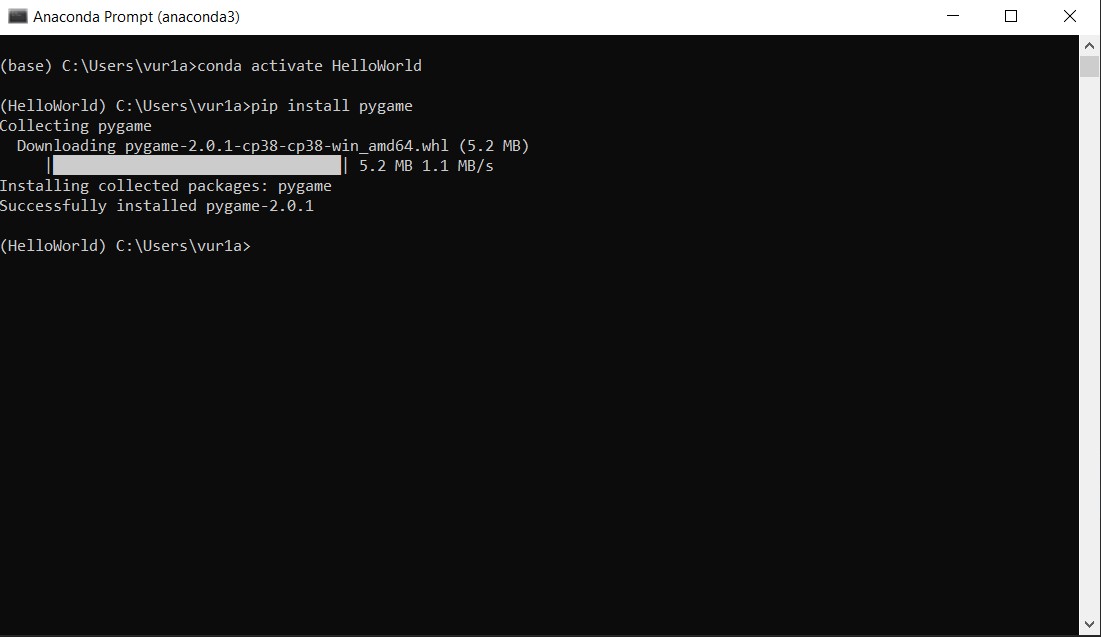 Anaconda Prompt (anaconda3)
(base) C:\Users\vur1a>conda activate HelloWorld
(HelloWorld) C:\Users\vur1a>pip install pygame
Collecting pygame
  Downloading pygame-2.0.1-cp38-cp38-win_amd64.whl (5.2 MB)
     |████████████████████████████████| 5.2 MB 1.1 MB/s
Installing collected packages: pygame
Successfully installed pygame-2.0.1
(HelloWorld) C:\Users\vur1a>